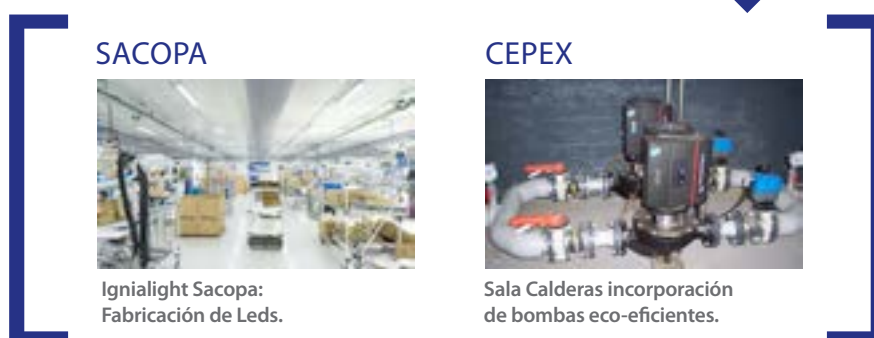 SACOPA
Ignialight Sacopa:
Fabricación de Leds.
CEPEX
Sala Calderas incorporación
de bombas eco-eficientes.